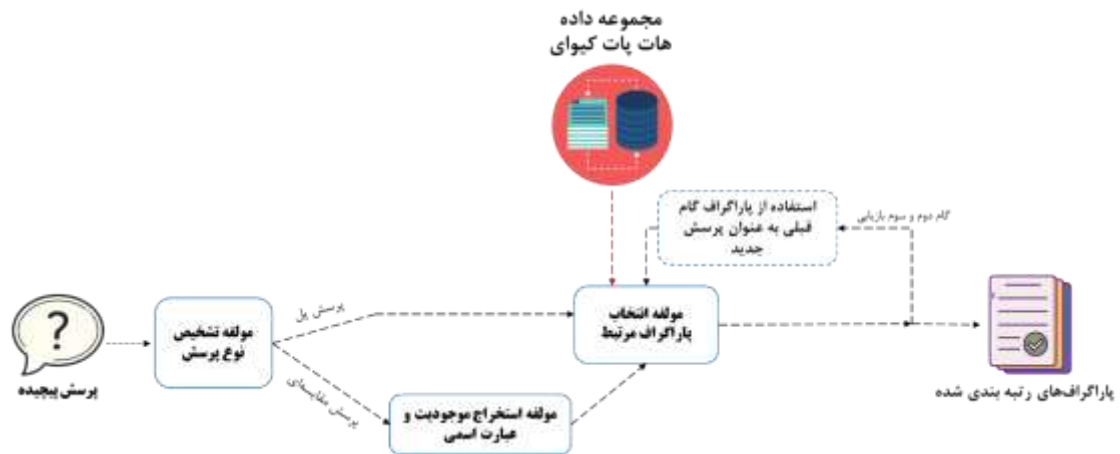 مجموعه داده
هات پات کیوای
استفاده از پاراگراف گام
قبلی به عنوان پرسش
جدید
گام دوم و سوم بازیابی
پرسش پیچیده
مولفه تشخیص
نوع پرسش
پرسش پل
پرسش مقایسه‌ای
مولفه استخراج موجودیت و
عبارت اسمی
مولفه انتخاب
پاراگراف مرتبط
پاراگراف‌های رتبه بندی شده